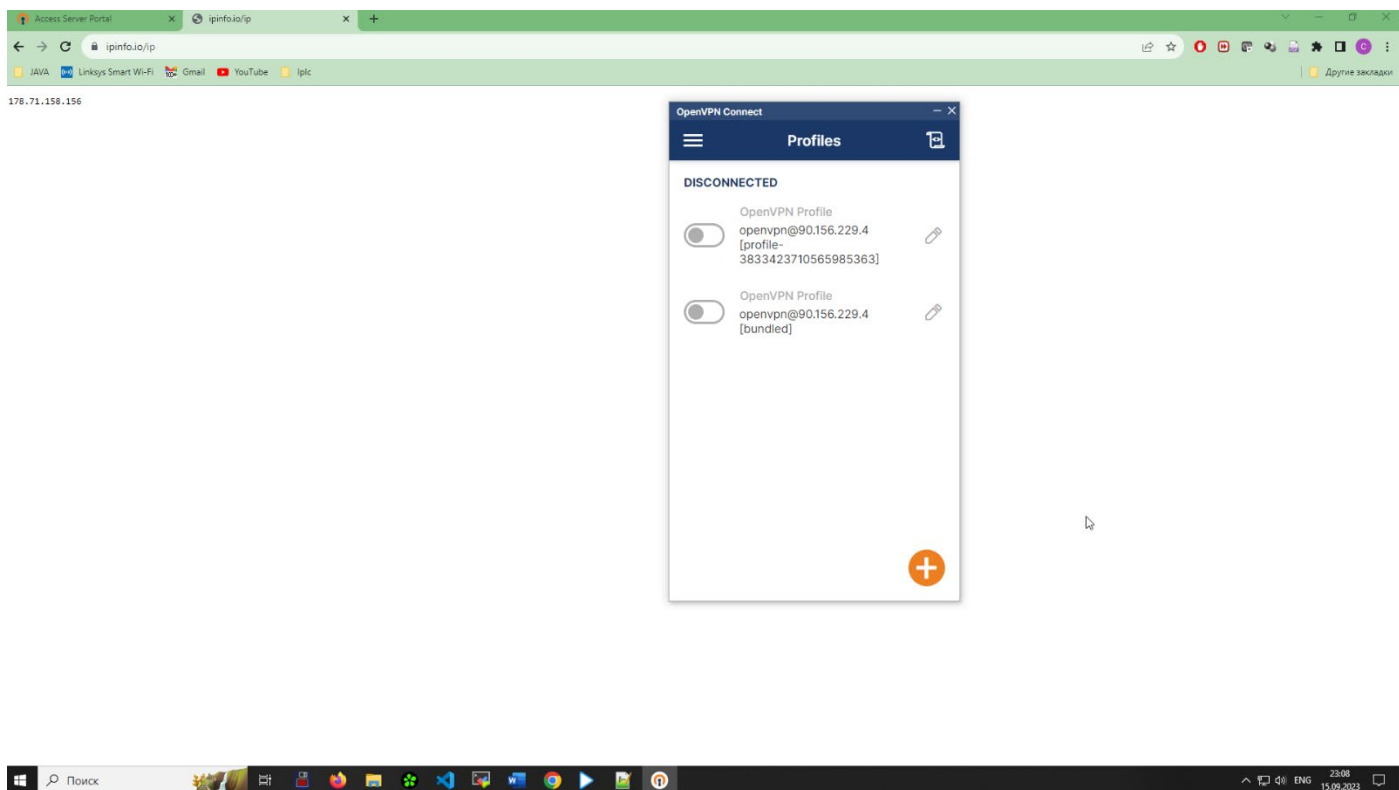 Access Server Portal
ipinfo.io/ip
ipinfo.io/ip
JAVA Linksys Smart Wi-Fi Gmail YouTube Iplc Другие закладки
178.71.158.156
OpenVPN Connect
Profiles
DISCONNECTED
OpenVPN Profile
openvpn@90.156.229.4
[profile-
3833423710565985363]
OpenVPN Profile
openvpn@90.156.229.4
[bundled]
Поиск
ENG
23:08
15.09.2023